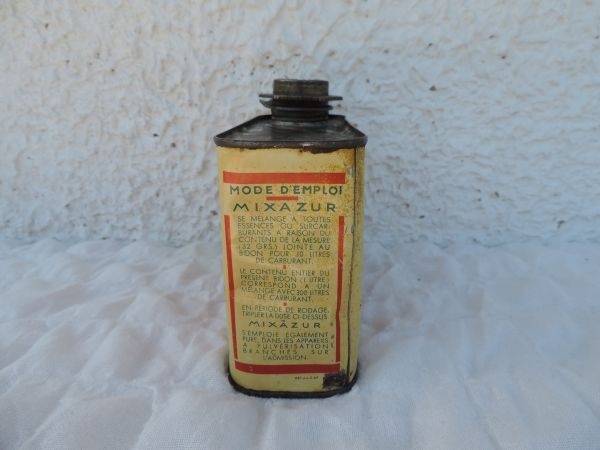 MODE D'EMPLOI
MIXAZUR
SE MÉLANGE A TOUTES
ESSENCES OU SURCAR-
BURANTS A RAISON DU
CONTENU DE LA MESURE
(32 GRS.) JOINTE AU
BIDON POUR 10 LITRES
DE CARBURANT.
LE CONTENU ENTIER DU
PRÉSENT BIDON (1 LITRE)
CORRESPOND A UN
MÉLANGE AVEC 300 LITRES
DE CARBURANT.
EN PÉRIODE DE RODAGE,
TRIPLER LA DOSE CI-DESSUS
MIXAZUR
S'EMPLOIE ÉGALEMENT
PURE, DANS LES APPAREILS
A PULVÉRISATION
BRANCHÉS SUR
L'ADMISSION.